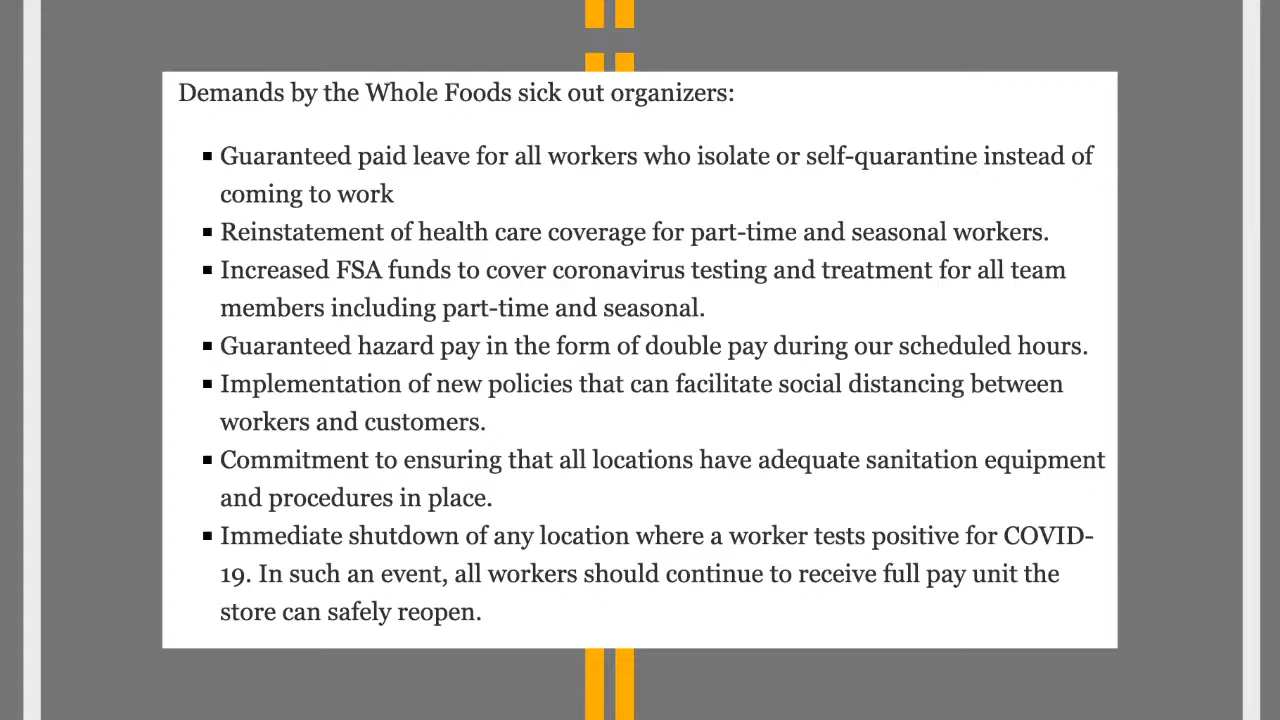 Demands by the Whole Foods sick out organizers:
▪ Guaranteed paid leave for all workers who isolate or self-quarantine instead of
coming to work
▪ Reinstatement of health care coverage for part-time and seasonal workers.
▪ Increased FSA funds to cover coronavirus testing and treatment for all team
members including part-time and seasonal.
▪ Guaranteed hazard pay in the form of double pay during our scheduled hours.
▪ Implementation of new policies that can facilitate social distancing between
workers and customers.
▪ Commitment to ensuring that all locations have adequate sanitation equipment
and procedures in place.
▪ Immediate shutdown of any location where a worker tests positive for COVID-
19. In such an event, all workers should continue to receive full pay unit the
store can safely reopen.